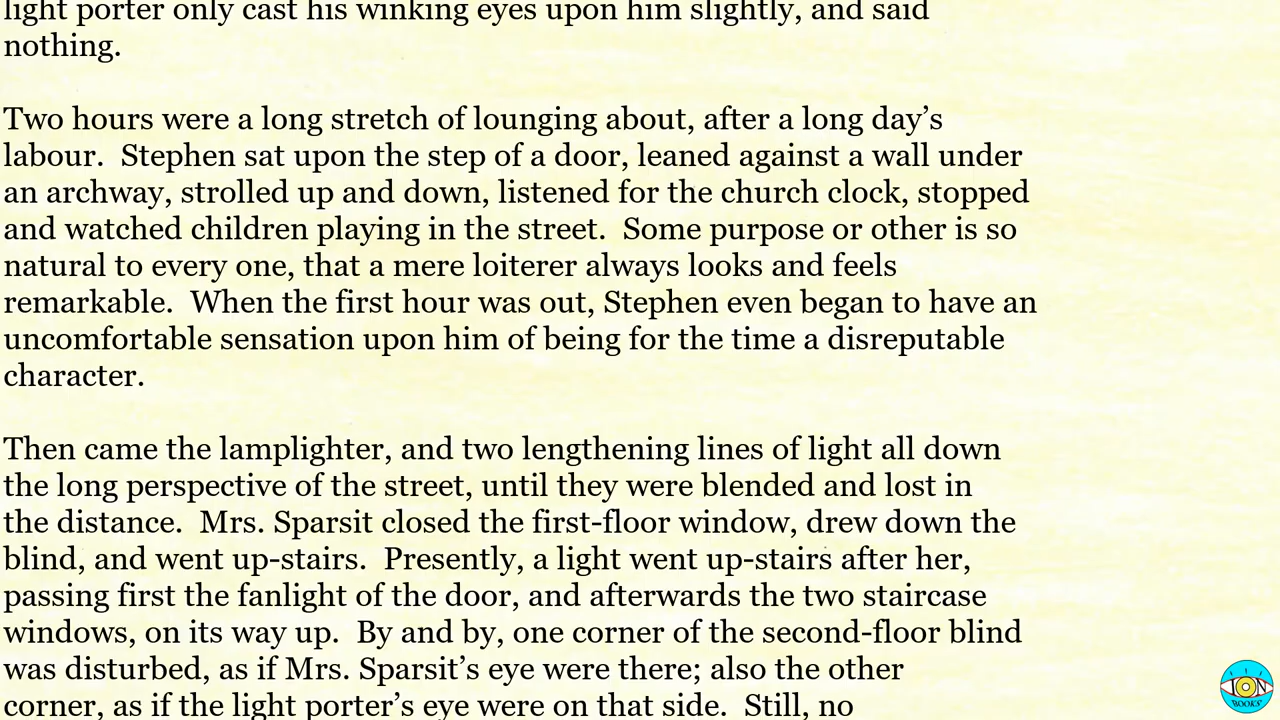 light porter only cast his winking eyes upon him slightly, and said
nothing.
Two hours were a long stretch of lounging about, after a long day’s
labour.  Stephen sat upon the step of a door, leaned against a wall under
an archway, strolled up and down, listened for the church clock, stopped
and watched children playing in the street.  Some purpose or other is so
natural to every one, that a mere loiterer always looks and feels
remarkable.  When the first hour was out, Stephen even began to have an
uncomfortable sensation upon him of being for the time a disreputable
character.
Then came the lamplighter, and two lengthening lines of light all down
the long perspective of the street, until they were blended and lost in
the distance.  Mrs. Sparsit closed the first-floor window, drew down the
blind, and went up-stairs.  Presently, a light went up-stairs after her,
passing first the fanlight of the door, and afterwards the two staircase
windows, on its way up.  By and by, one corner of the second-floor blind
was disturbed, as if Mrs. Sparsit’s eye were there; also the other
corner, as if the light porter’s eye were on that side.  Still, no
ION
BOOKS